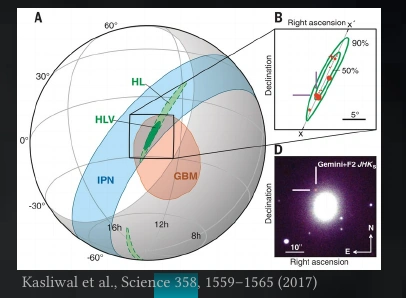 A
60°
30°
0°
-30°
-60°
HL
HLV
IPN
GBM
16h
12h
8h
B
Right ascension
x'
90%
50%
Declination
5°
x
D
Gemini+F2 JHKs
Declination
10"
N
E
Right ascension
Kasliwal et al., Science 358, 1559–1565 (2017)